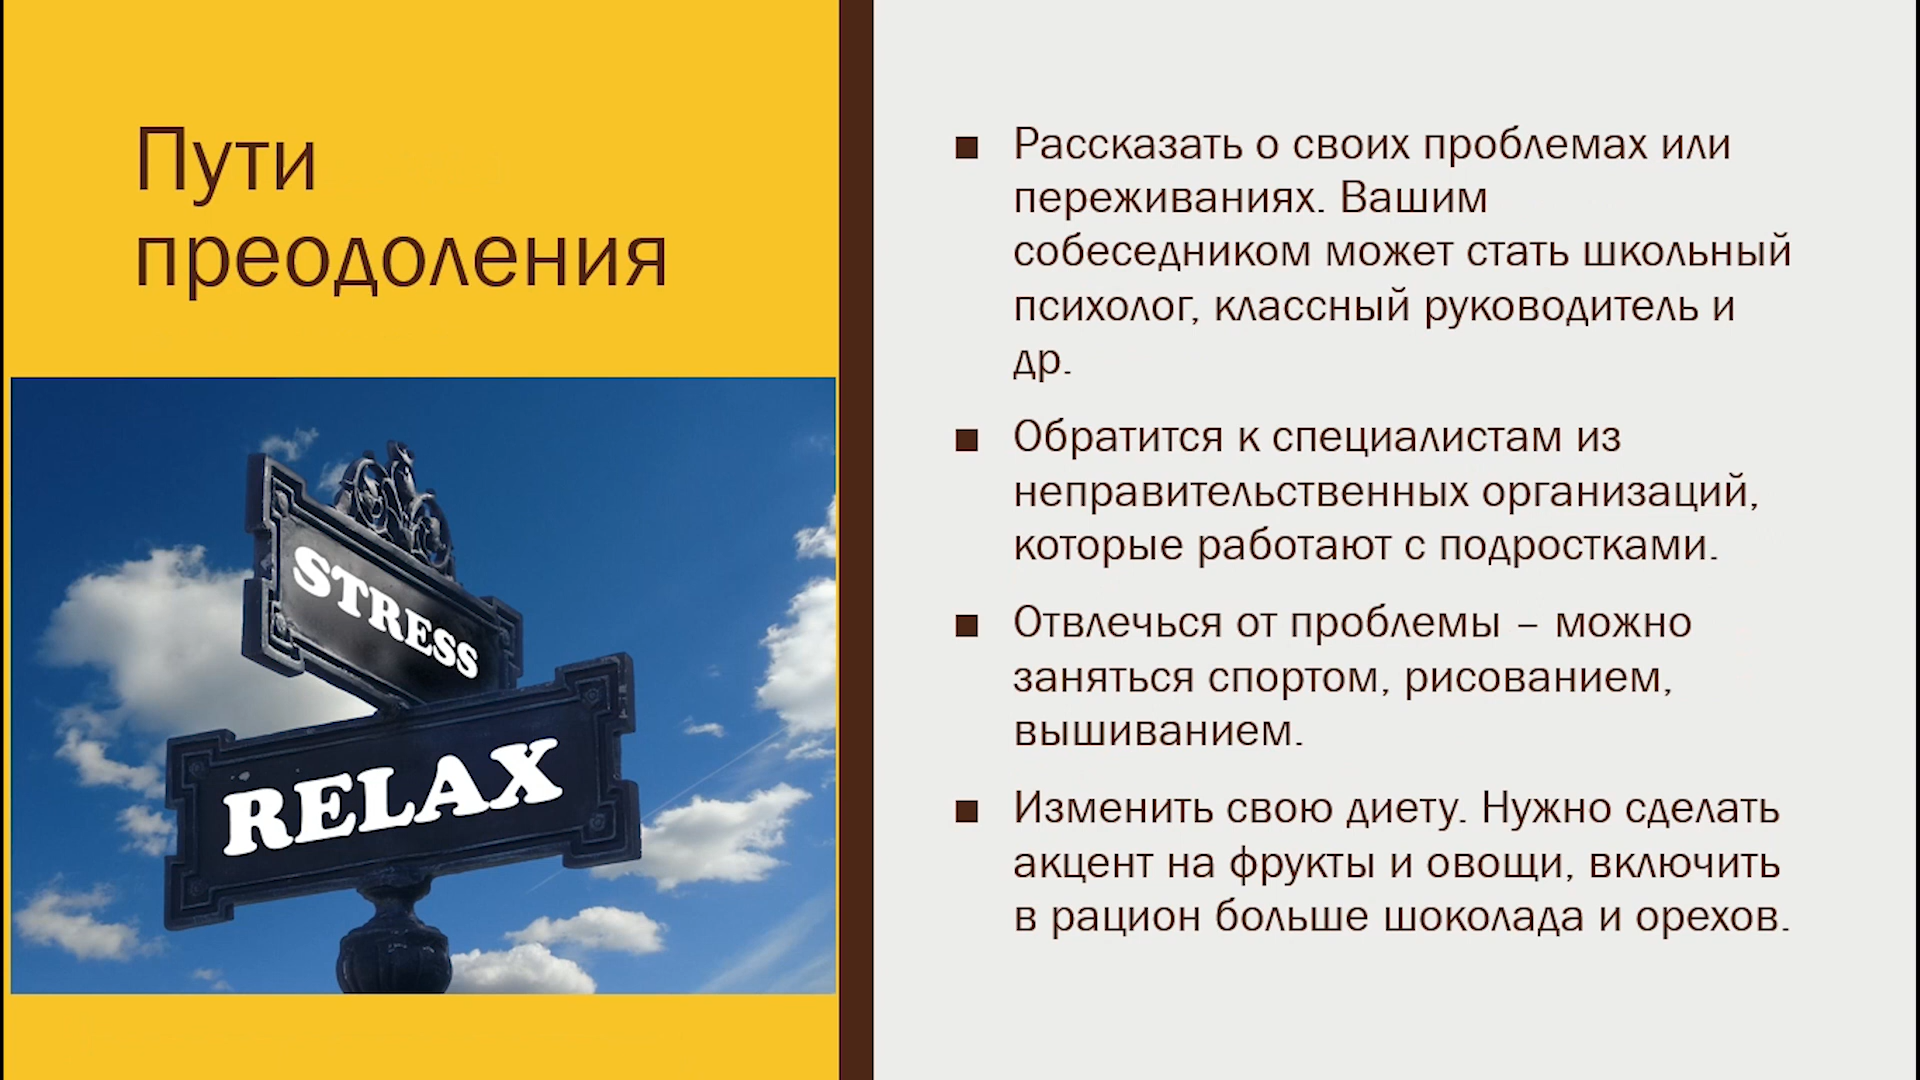 Пути
преодоления
STRESS
RELAX
■ Рассказать о своих проблемах или
переживаниях. Вашим
собеседником может стать школьный
психолог, классный руководитель и
др.
■ Обратится к специалистам из
неправительственных организаций,
которые работают с подростками.
■ Отвлечься от проблемы – можно
заняться спортом, рисованием,
вышиванием.
■ Изменить свою диету. Нужно сделать
акцент на фрукты и овощи, включить
в рацион больше шоколада и орехов.